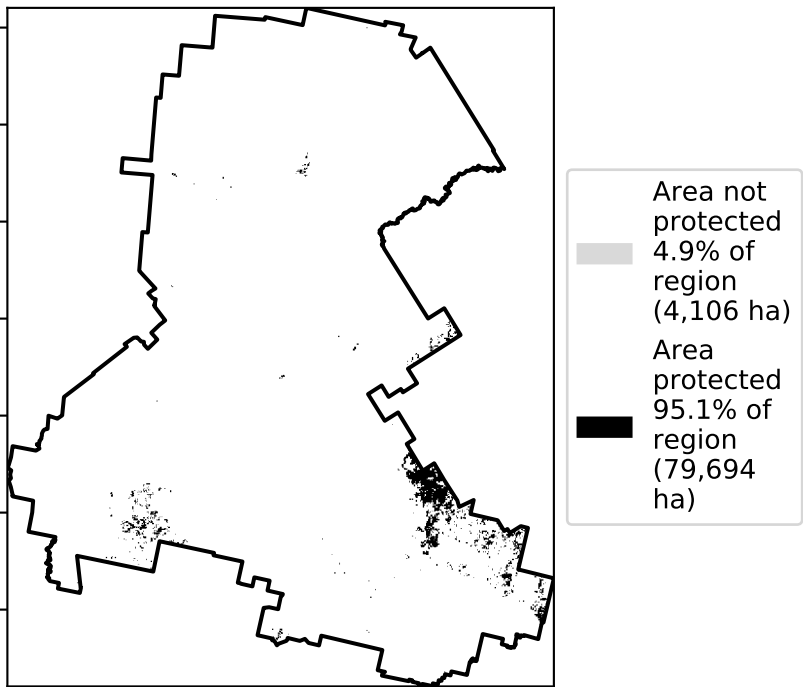 Area not
protected
4.9% of
region
(4,106 ha)
Area
protected
95.1% of
region
(79,694
ha)